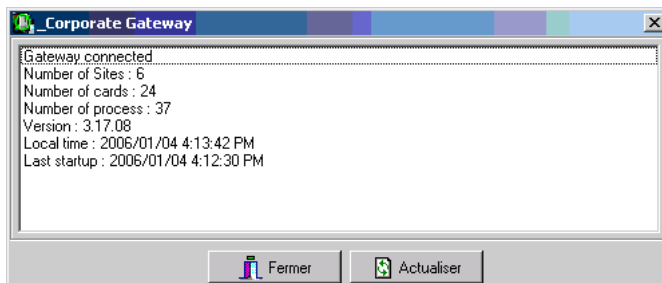 _Corporate Gateway
Gateway connected
Number of Sites : 6
Number of cards : 24
Number of process : 37
Version : 3.17.08
Local time : 2006/01/04 4:13:42 PM
Last startup : 2006/01/04 4:12:30 PM
Fermer
Actualiser